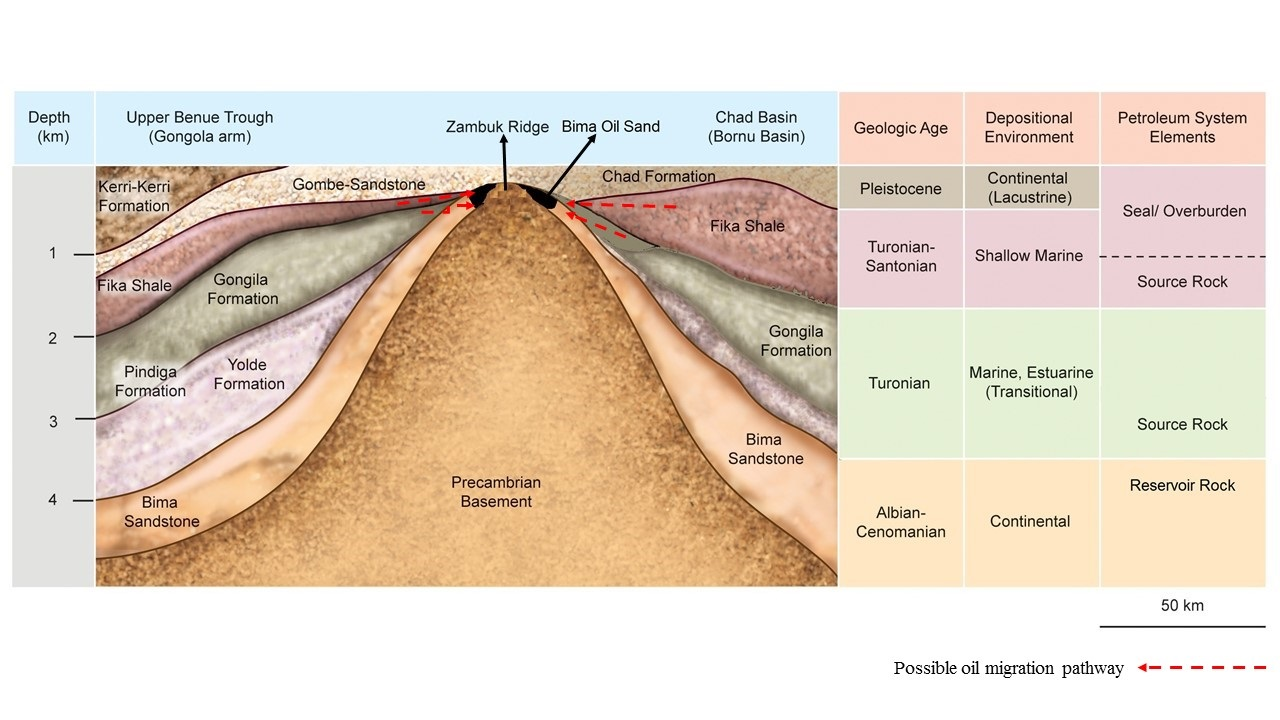 Depth
(km)
Upper Benue Trough
(Gongola arm)
Zambuk Ridge
Bima Oil Sand
Chad Basin
(Bornu Basin)
Geologic Age
Depositional
Environment
Petroleum System
Elements
Kerri-Kerri
Formation
Gombe-Sandstone
Chad Formation
Fika Shale
1
Fika Shale
Gongila
Formation
2
Gongila
Formation
Pindiga
Formation
Yolde
Formation
3
Bima
Sandstone
4
Bima
Sandstone
Precambrian
Basement
Pleistocene
Continental
(Lacustrine)
Seal/ Overburden
Turonian-
Santonian
Shallow Marine
Source Rock
Turonian
Marine, Estuarine
(Transitional)
Source Rock
Reservoir Rock
Albian-
Cenomanian
Continental
50 km
Possible oil migration pathway